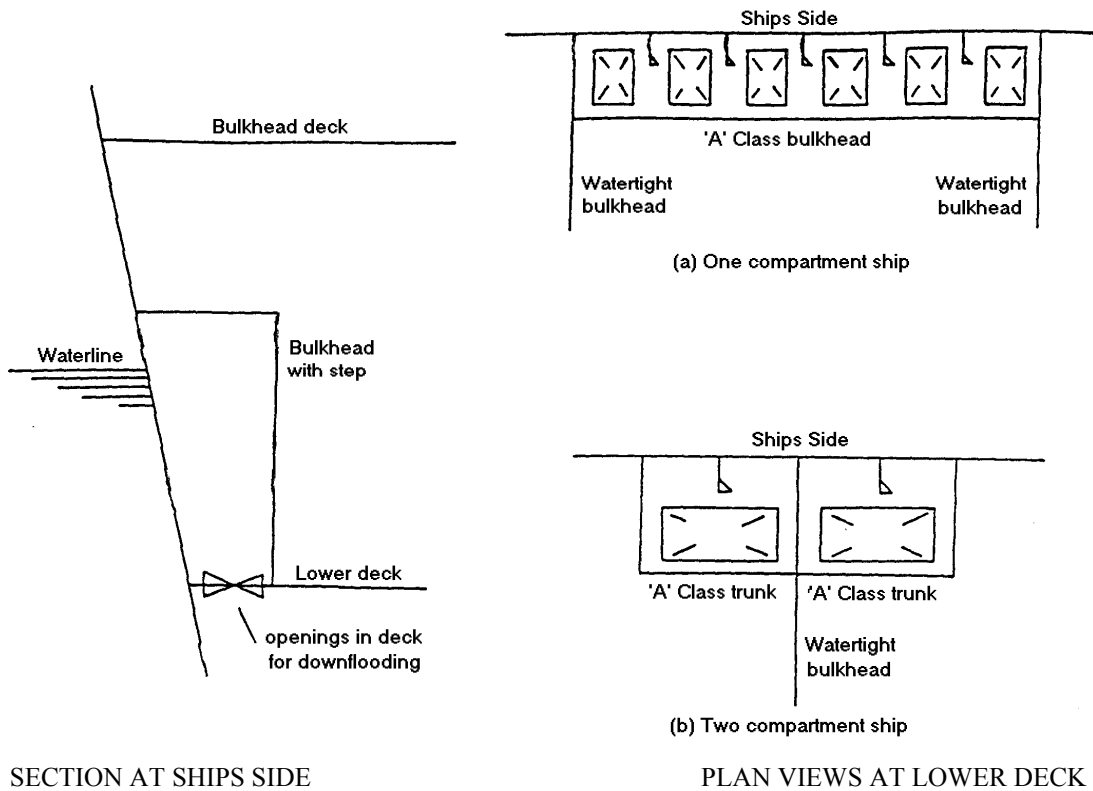 Bulkhead deck
Waterline
Bulkhead
with step
Lower deck
openings in deck
for downflooding
SECTION AT SHIPS SIDE
Ships Side
'A' Class bulkhead
Watertight
bulkhead
Watertight
bulkhead
(a) One compartment ship
Ships Side
'A' Class trunk
'A' Class trunk
Watertight
bulkhead
(b) Two compartment ship
PLAN VIEWS AT LOWER DECK